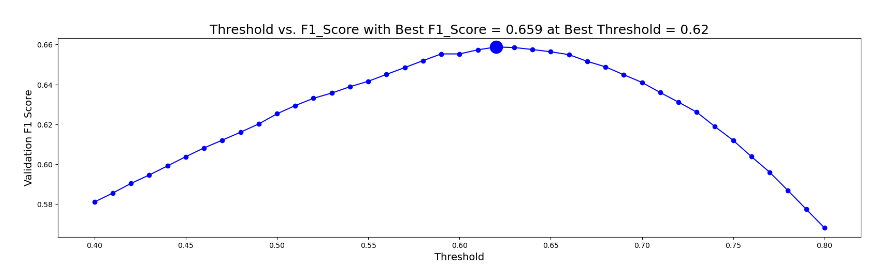 Threshold vs. F1_Score with Best F1_Score = 0.659 at Best Threshold = 0.62
Validation F1 Score
0.66
0.64
0.62
0.60
0.58
0.40 0.45 0.50 0.55 0.60 0.65 0.70 0.75 0.80
Threshold